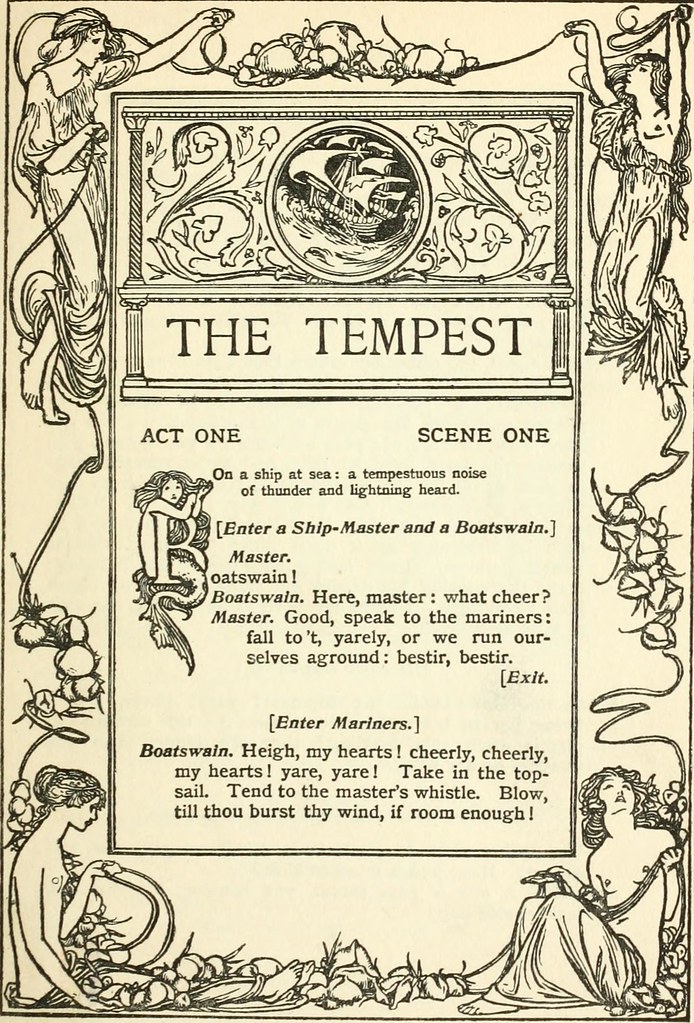 THE TEMPEST
ACT ONE SCENE ONE
On a ship at sea: a tempestuous noise
of thunder and lightning heard.
[Enter a Ship-Master and a Boatswain.]
Master.
Boatswain!
Boatswain. Here, master: what cheer?
Master. Good, speak to the mariners:
fall to't, yarely, or we run our-
selves aground: bestir, bestir.
[Exit.
[Enter Mariners.]
Boatswain. Heigh, my hearts! cheerly, cheerly,
my hearts! yare, yare! Take in the top-
sail. Tend to the master's whistle. Blow,
till thou burst thy wind, if room enough!